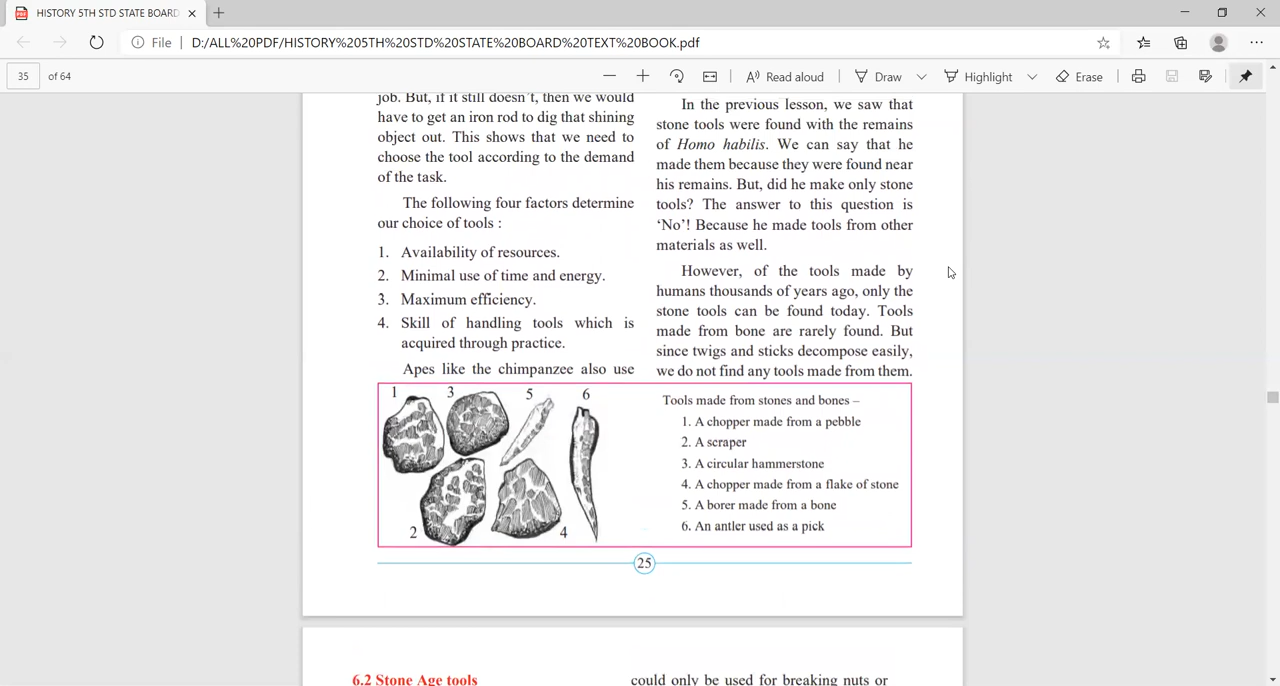 HISTORY 5TH STD STATE BOARD
File
D:/ALL%20PDF/HISTORY%205TH%20STD%20STATE%20BOARD%20TEXT%20BOOK.pdf
35 of 64
Read aloud
Draw
Highlight
Erase
job. But, if it still doesn't, then we would
have to get an iron rod to dig that shining
object out. This shows that we need to
choose the tool according to the demand
of the task.
The following four factors determine
our choice of tools :
1. Availability of resources.
2. Minimal use of time and energy.
3. Maximum efficiency.
4. Skill of handling tools which is
acquired through practice.
Apes like the chimpanzee also use
In the previous lesson, we saw that
stone tools were found with the remains
of Homo habilis. We can say that he
made them because they were found near
his remains. But, did he make only stone
tools? The answer to this question is
‘No’! Because he made tools from other
materials as well.
However, of the tools made by
humans thousands of years ago, only the
stone tools can be found today. Tools
made from bone are rarely found. But
since twigs and sticks decompose easily,
we do not find any tools made from them.
1
3
5
6
2
4
Tools made from stones and bones –
1. A chopper made from a pebble
2. A scraper
3. A circular hammerstone
4. A chopper made from a flake of stone
5. A borer made from a bone
6. An antler used as a pick
25
6.2 Stone Age tools
could only be used for breaking nuts or